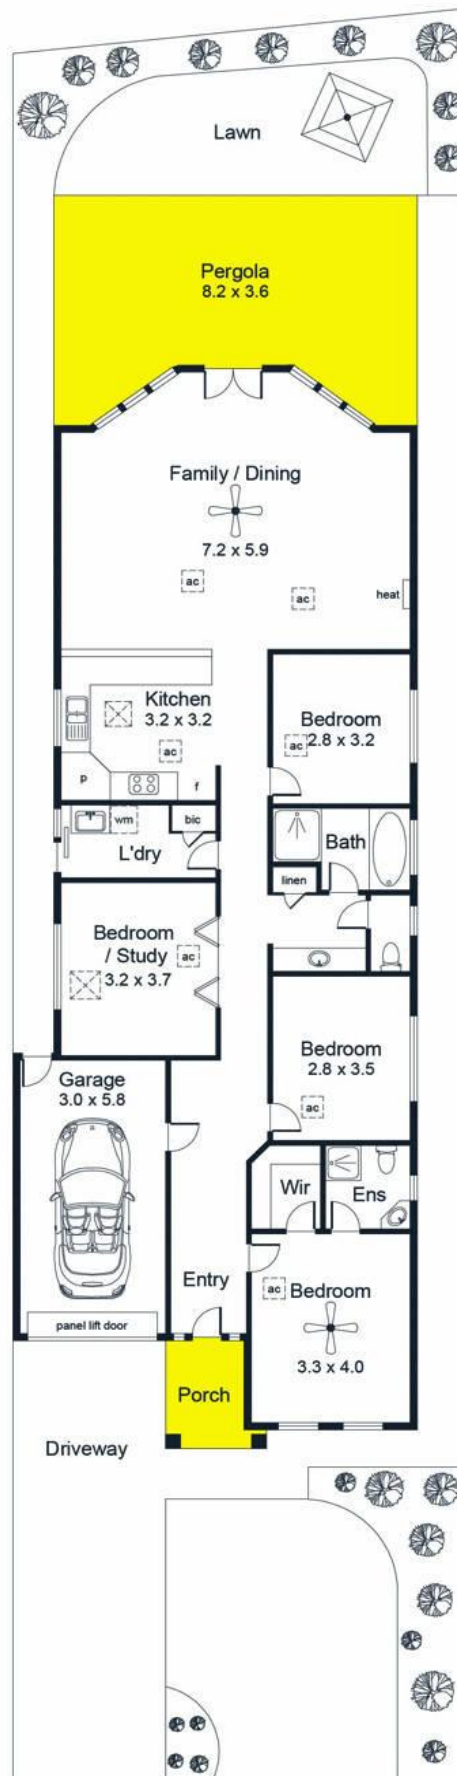 Lawn
Pergola
8.2 x 3.6
Family / Dining
7.2 x 5.9
ac
ac
heat
Kitchen
3.2 x 3.2
ac
p
f
Bedroom
2.8 x 3.2
ac
wm
bic
L'dry
Bath
linen
Bedroom
/ Study
3.2 x 3.7
ac
Bedroom
2.8 x 3.5
ac
Garage
3.0 x 5.8
panel lift door
Wir
Ens
Entry
ac
Bedroom
3.3 x 4.0
Porch
Driveway